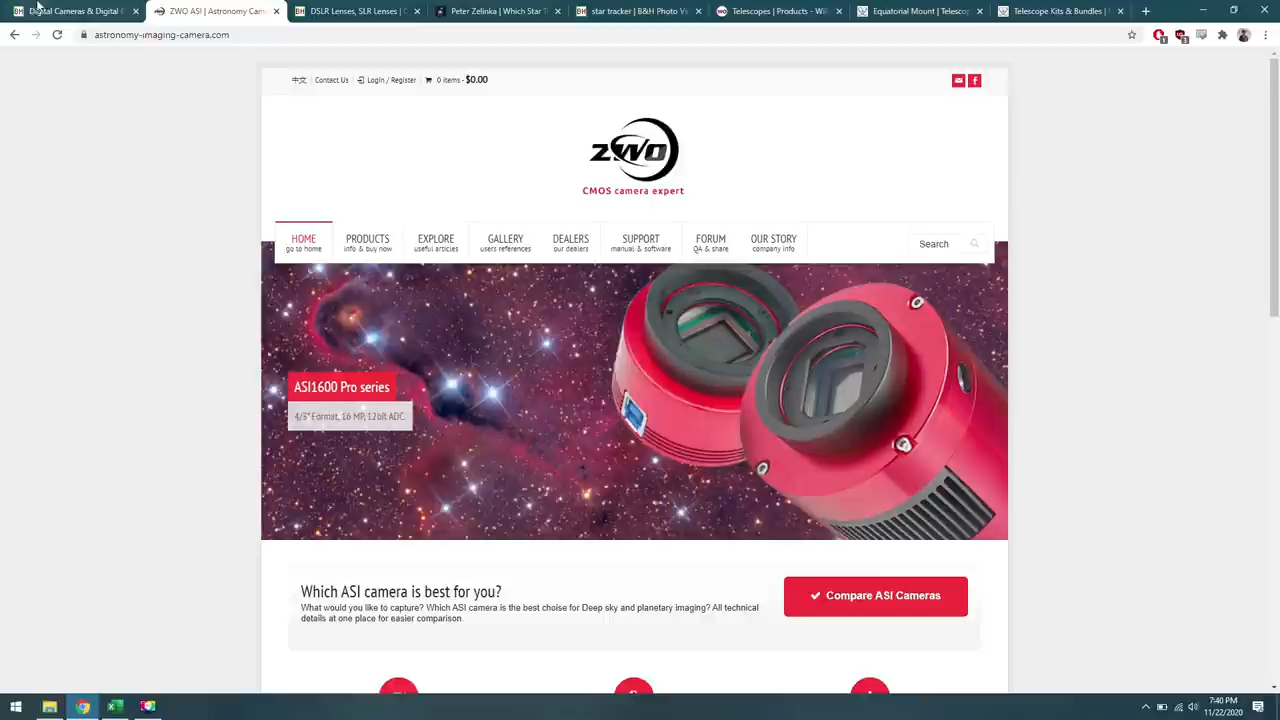 Digital Cameras & Digital C
ZWO ASI | Astronomy Camera
DSLR Lenses, SLR Lenses |
Peter Zelinka | Which Star T
star tracker | B&H Photo V
Telescopes | Products - W
Equatorial Mount | Telescop
Telescope Kits & Bundles |
astronomy-imaging-camera.com
中文 Contact Us Login / Register 0 items - $0.00
ZWO
CMOS camera expert
HOME PRODUCTS EXPLORE GALLERY DEALERS SUPPORT FORUM OUR STORY
go to home info & buy now useful articles users references our dealers manual & software QA & share company info
Search
ASI1600 Pro series
4/3" Format, 16 MP, 12bit ADC.
Which ASI camera is best for you?
What would you like to capture? Which ASI camera is the best choise for Deep sky and planetary imaging? All technical
details at one place for easier comparison.
Compare ASI Cameras
7:40 PM
11/22/2020